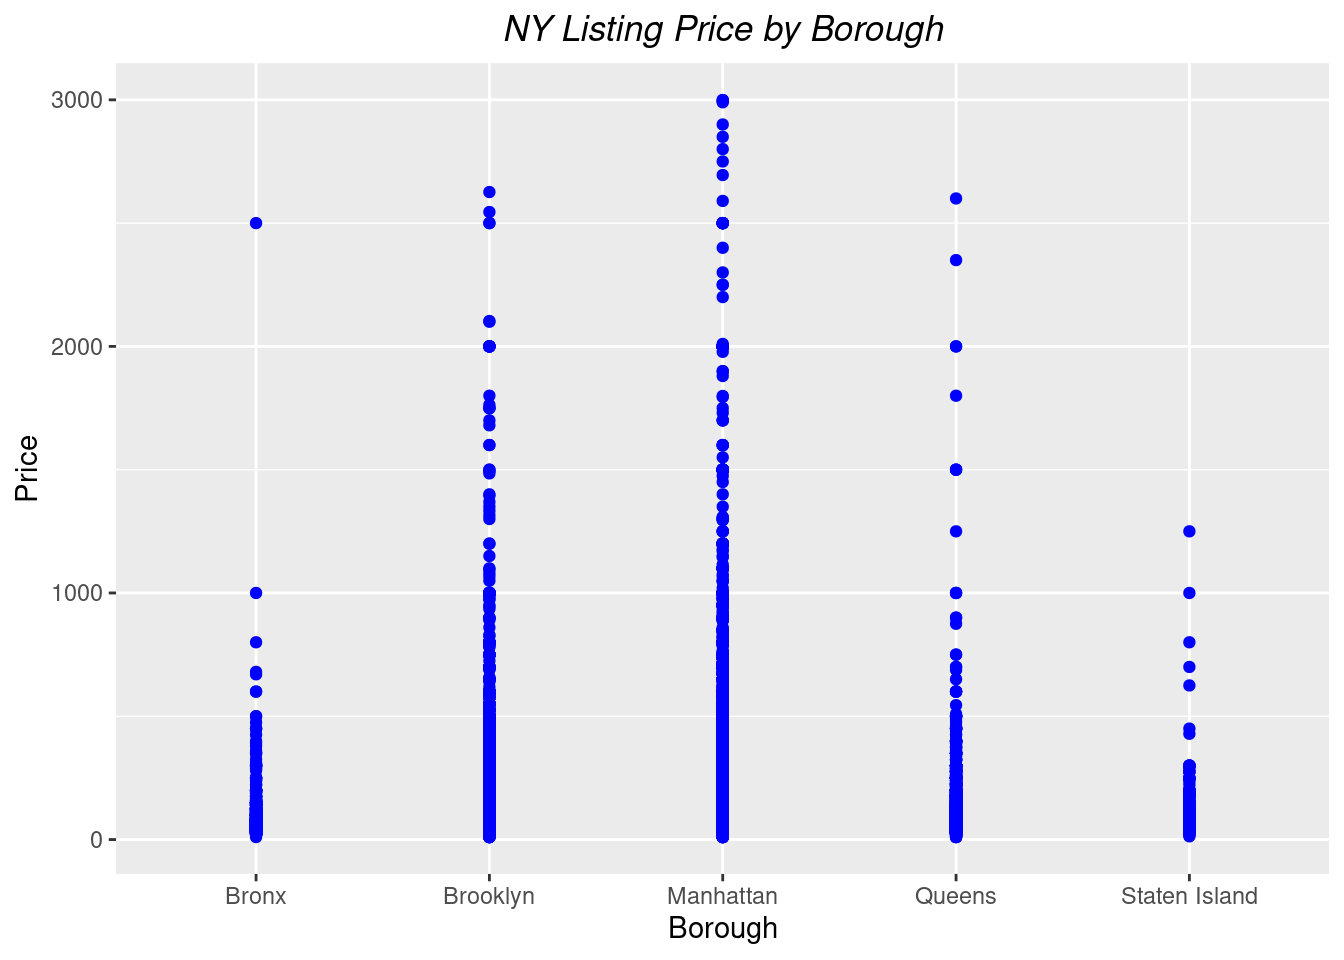 NY Listing Price by Borough
3000
2000
1000
0
Price
Bronx
Brooklyn
Manhattan
Queens
Staten Island
Borough